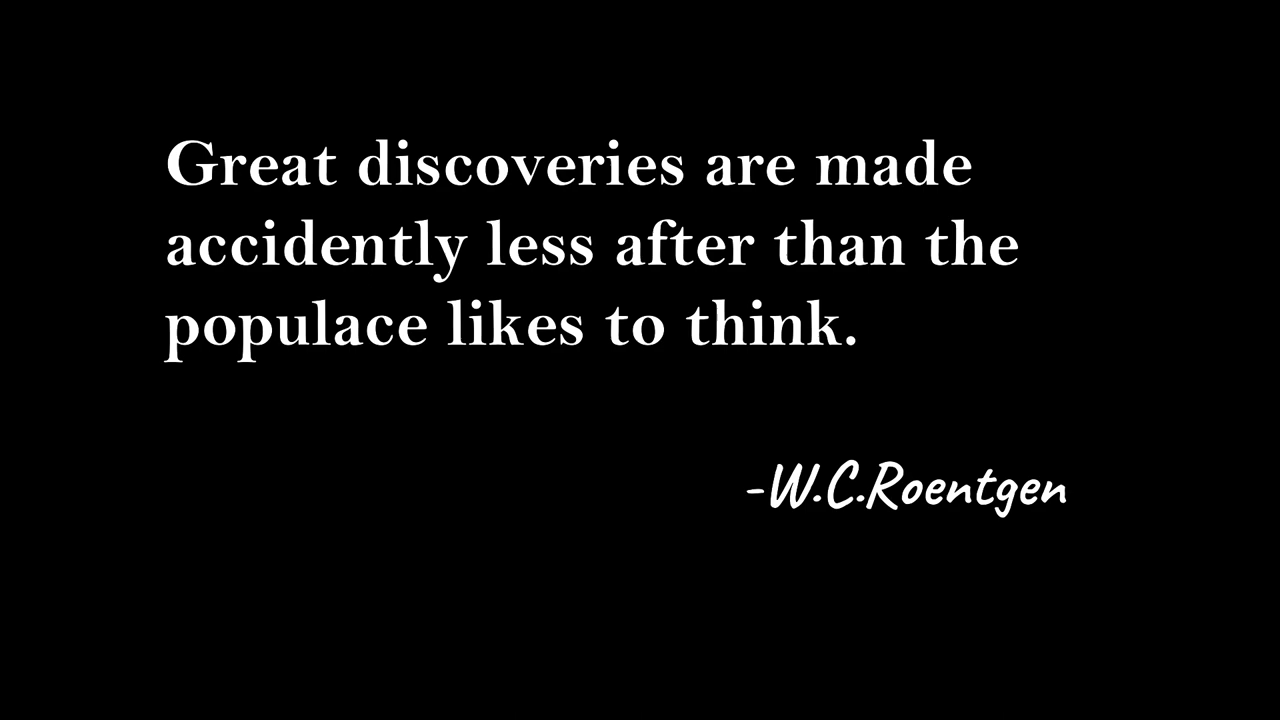 Great discoveries are made
accidently less after than the
populace likes to think.
-W.C.Roentgen